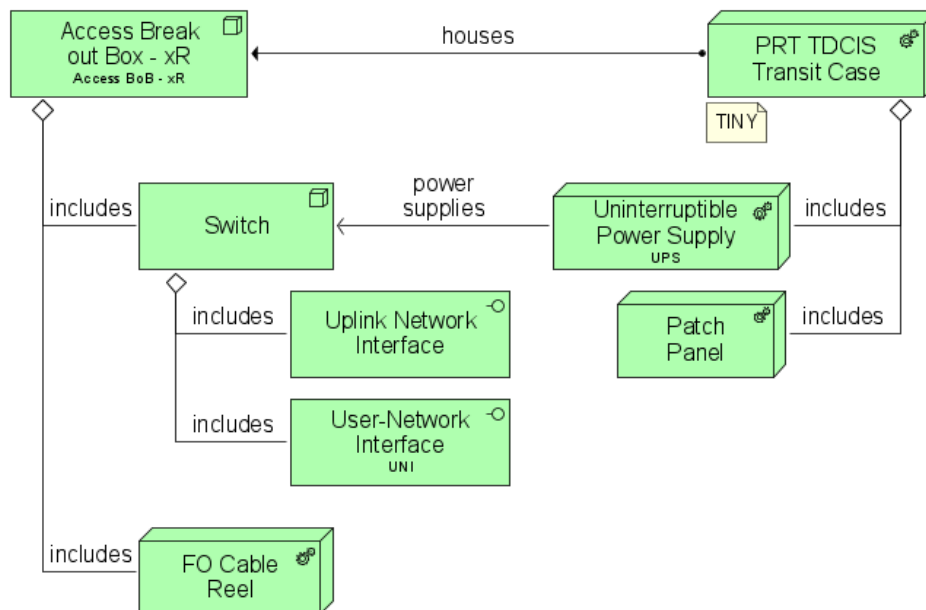 Access Break
out Box - xR
Access BoB - xR
houses
PRT TDCIS
Transit Case
TINY
includes
Switch
power
supplies
Uninterruptible
Power Supply
UPS
includes
includes
Uplink Network
Interface
Patch
Panel
includes
includes
User-Network
Interface
UNI
includes
FO Cable
Reel